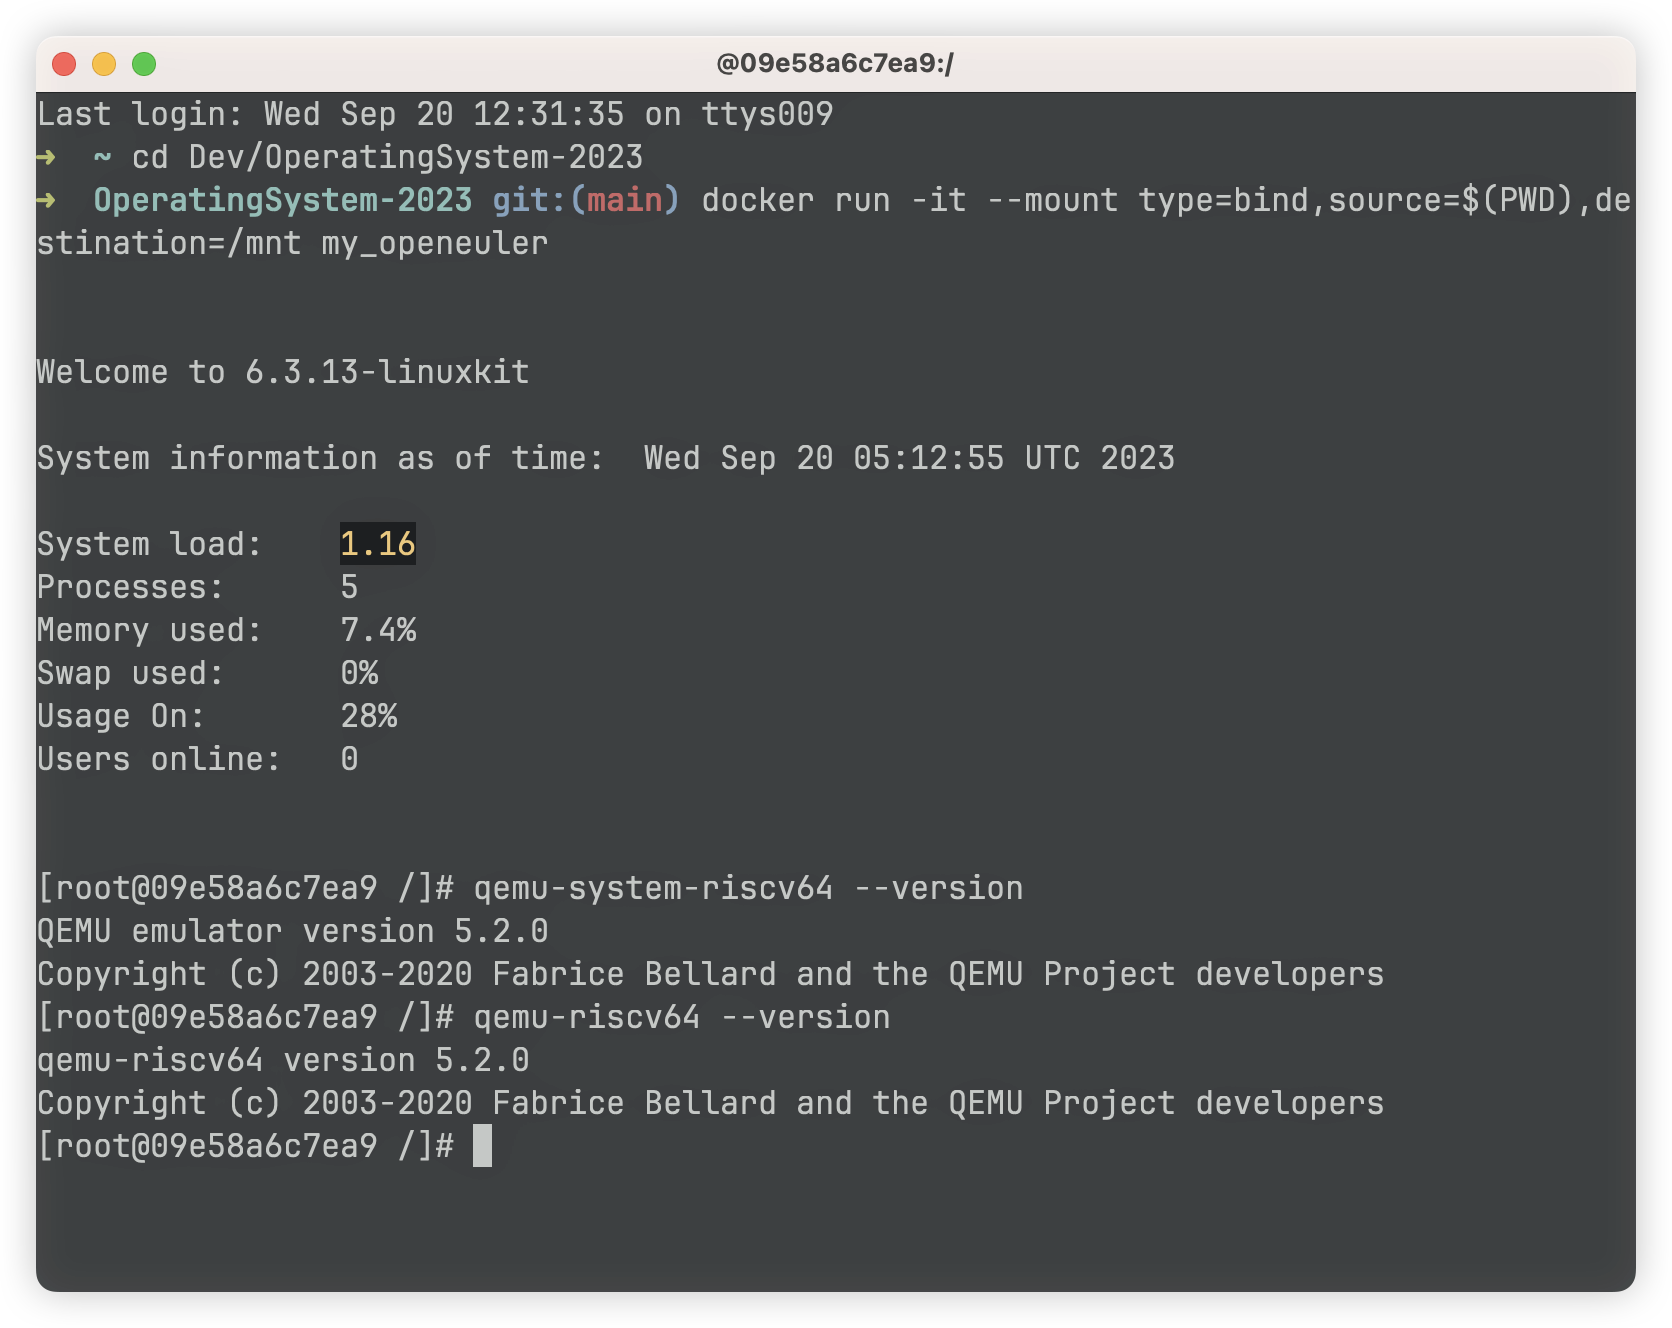 @09e58a6c7ea9:/
Last login: Wed Sep 20 12:31:35 on ttys009
➜  ~ cd Dev/OperatingSystem-2023
➜  OperatingSystem-2023 git:(main) docker run -it --mount type=bind,source=$(PWD),de
stination=/mnt my_openeuler
Welcome to 6.3.13-linuxkit
System information as of time:  Wed Sep 20 05:12:55 UTC 2023
System load:    1.16
Processes:      5
Memory used:    7.4%
Swap used:      0%
Usage On:       28%
Users online:   0
[root@09e58a6c7ea9 /]# qemu-system-riscv64 --version
QEMU emulator version 5.2.0
Copyright (c) 2003-2020 Fabrice Bellard and the QEMU Project developers
[root@09e58a6c7ea9 /]# qemu-riscv64 --version
qemu-riscv64 version 5.2.0
Copyright (c) 2003-2020 Fabrice Bellard and the QEMU Project developers
[root@09e58a6c7ea9 /]#